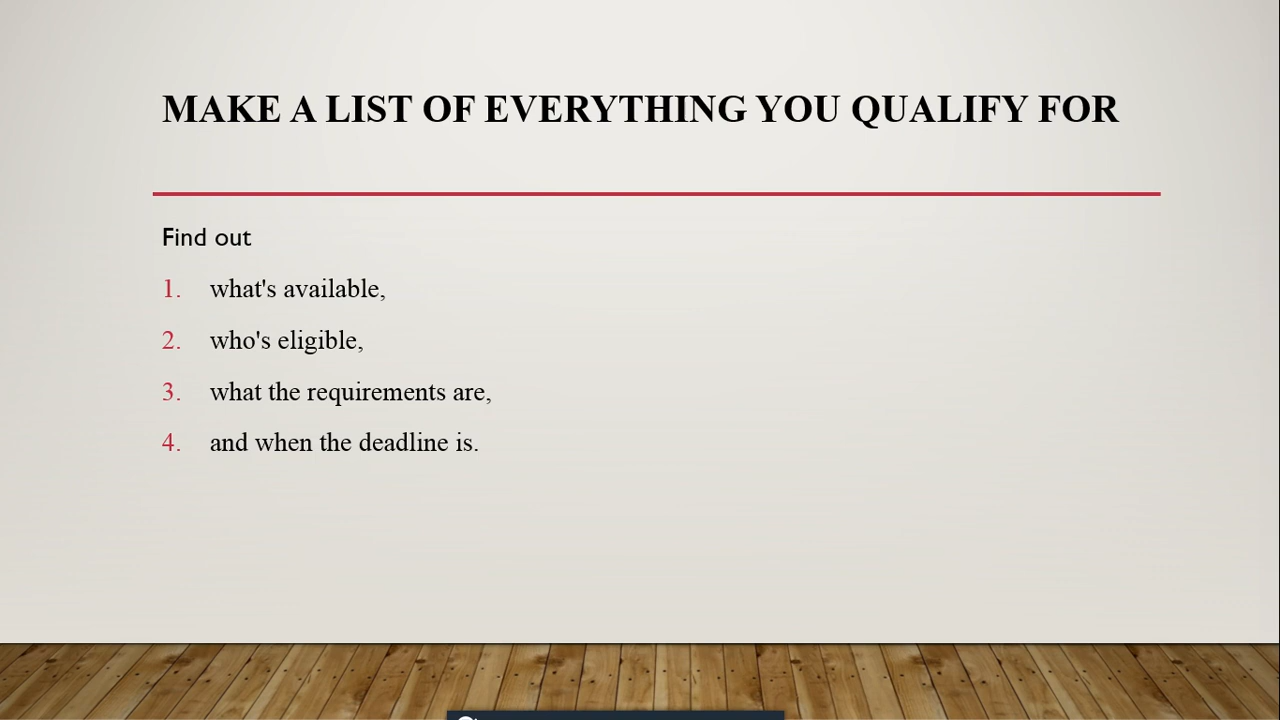 MAKE A LIST OF EVERYTHING YOU QUALIFY FOR
Find out
1. what's available,
2. who's eligible,
3. what the requirements are,
4. and when the deadline is.